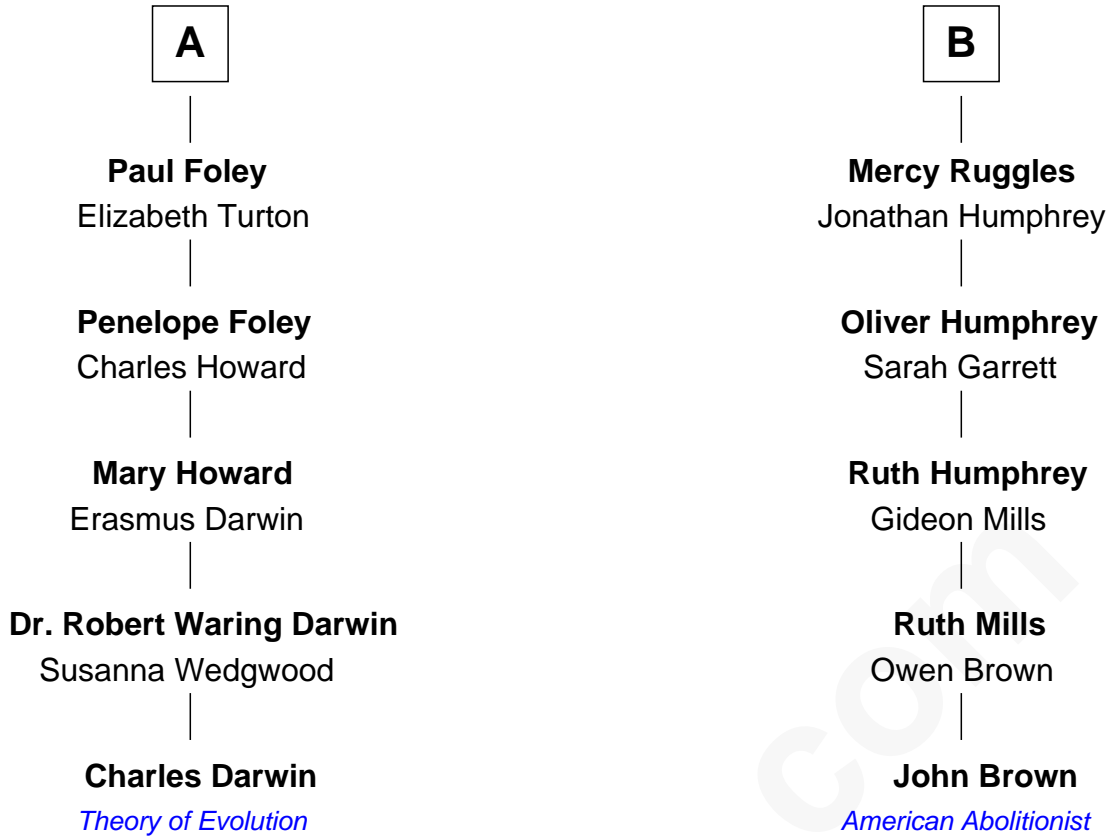 A
Paul Foley
Elizabeth Turton
Penelope Foley
Charles Howard
Mary Howard
Erasmus Darwin
Dr. Robert Waring Darwin
Susanna Wedgwood
Charles Darwin
Theory of Evolution
B
Mercy Ruggles
Jonathan Humphrey
Oliver Humphrey
Sarah Garrett
Ruth Humphrey
Gideon Mills
Ruth Mills
Owen Brown
John Brown
American Abolitionist
com